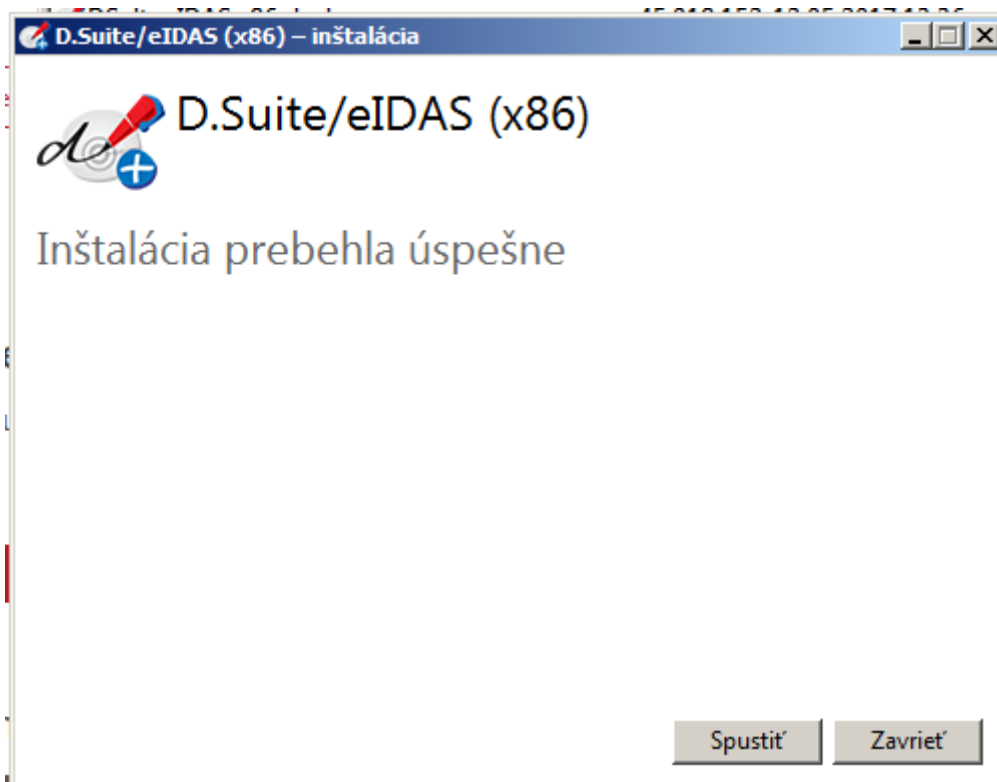 D.Suite/eIDAS (x86) – inštalácia
D.Suite/eIDAS (x86)
Inštalácia prebehla úspešne
Spustiť
Zavrieť